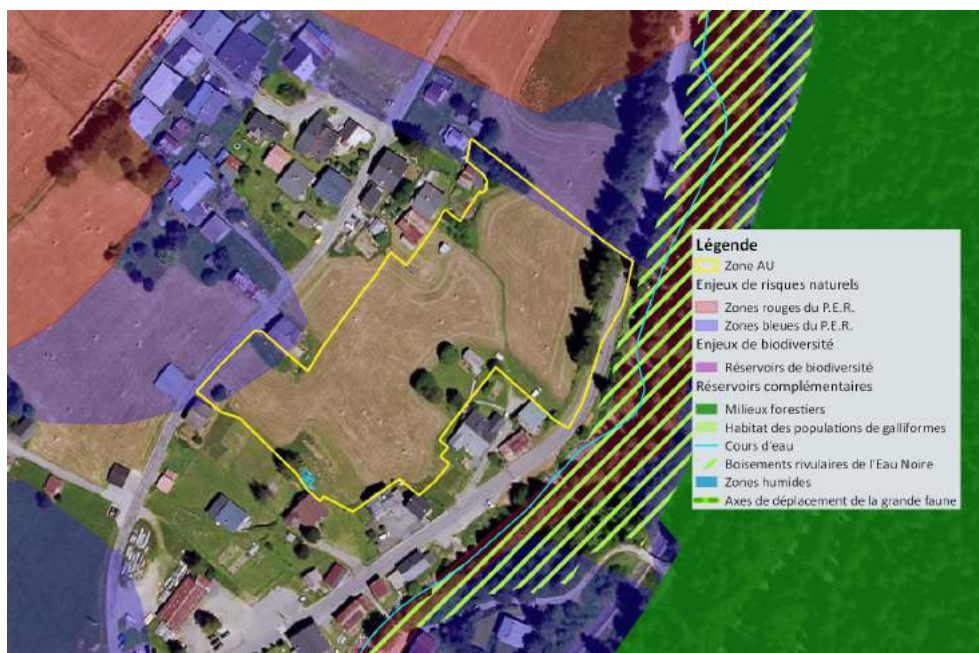 Légende
Zone AU
Enjeux de risques naturels
Zones rouges du P.E.R.
Zones bleues du P.E.R.
Enjeux de biodiversité
Réservoirs de biodiversité
Réservoirs complémentaires
Milieux forestiers
Habitat des populations de galliformes
Cours d'eau
Boisements rivulaires de l'Eau Noire
Zones humides
Axes de déplacement de la grande faune